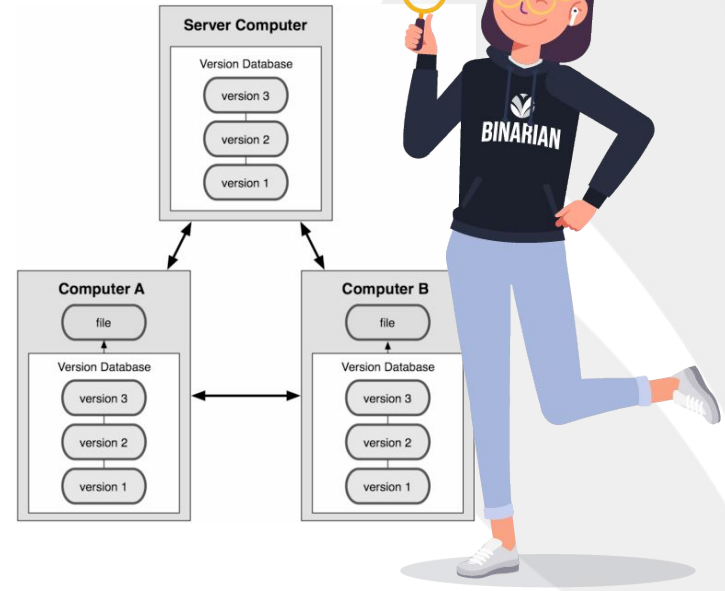 Server Computer
Version Database
version 3
version 2
version 1
BINARIAN
Computer A
file
Version Database
version 3
version 2
version 1
Computer B
file
Version Database
version 3
version 2
version 1